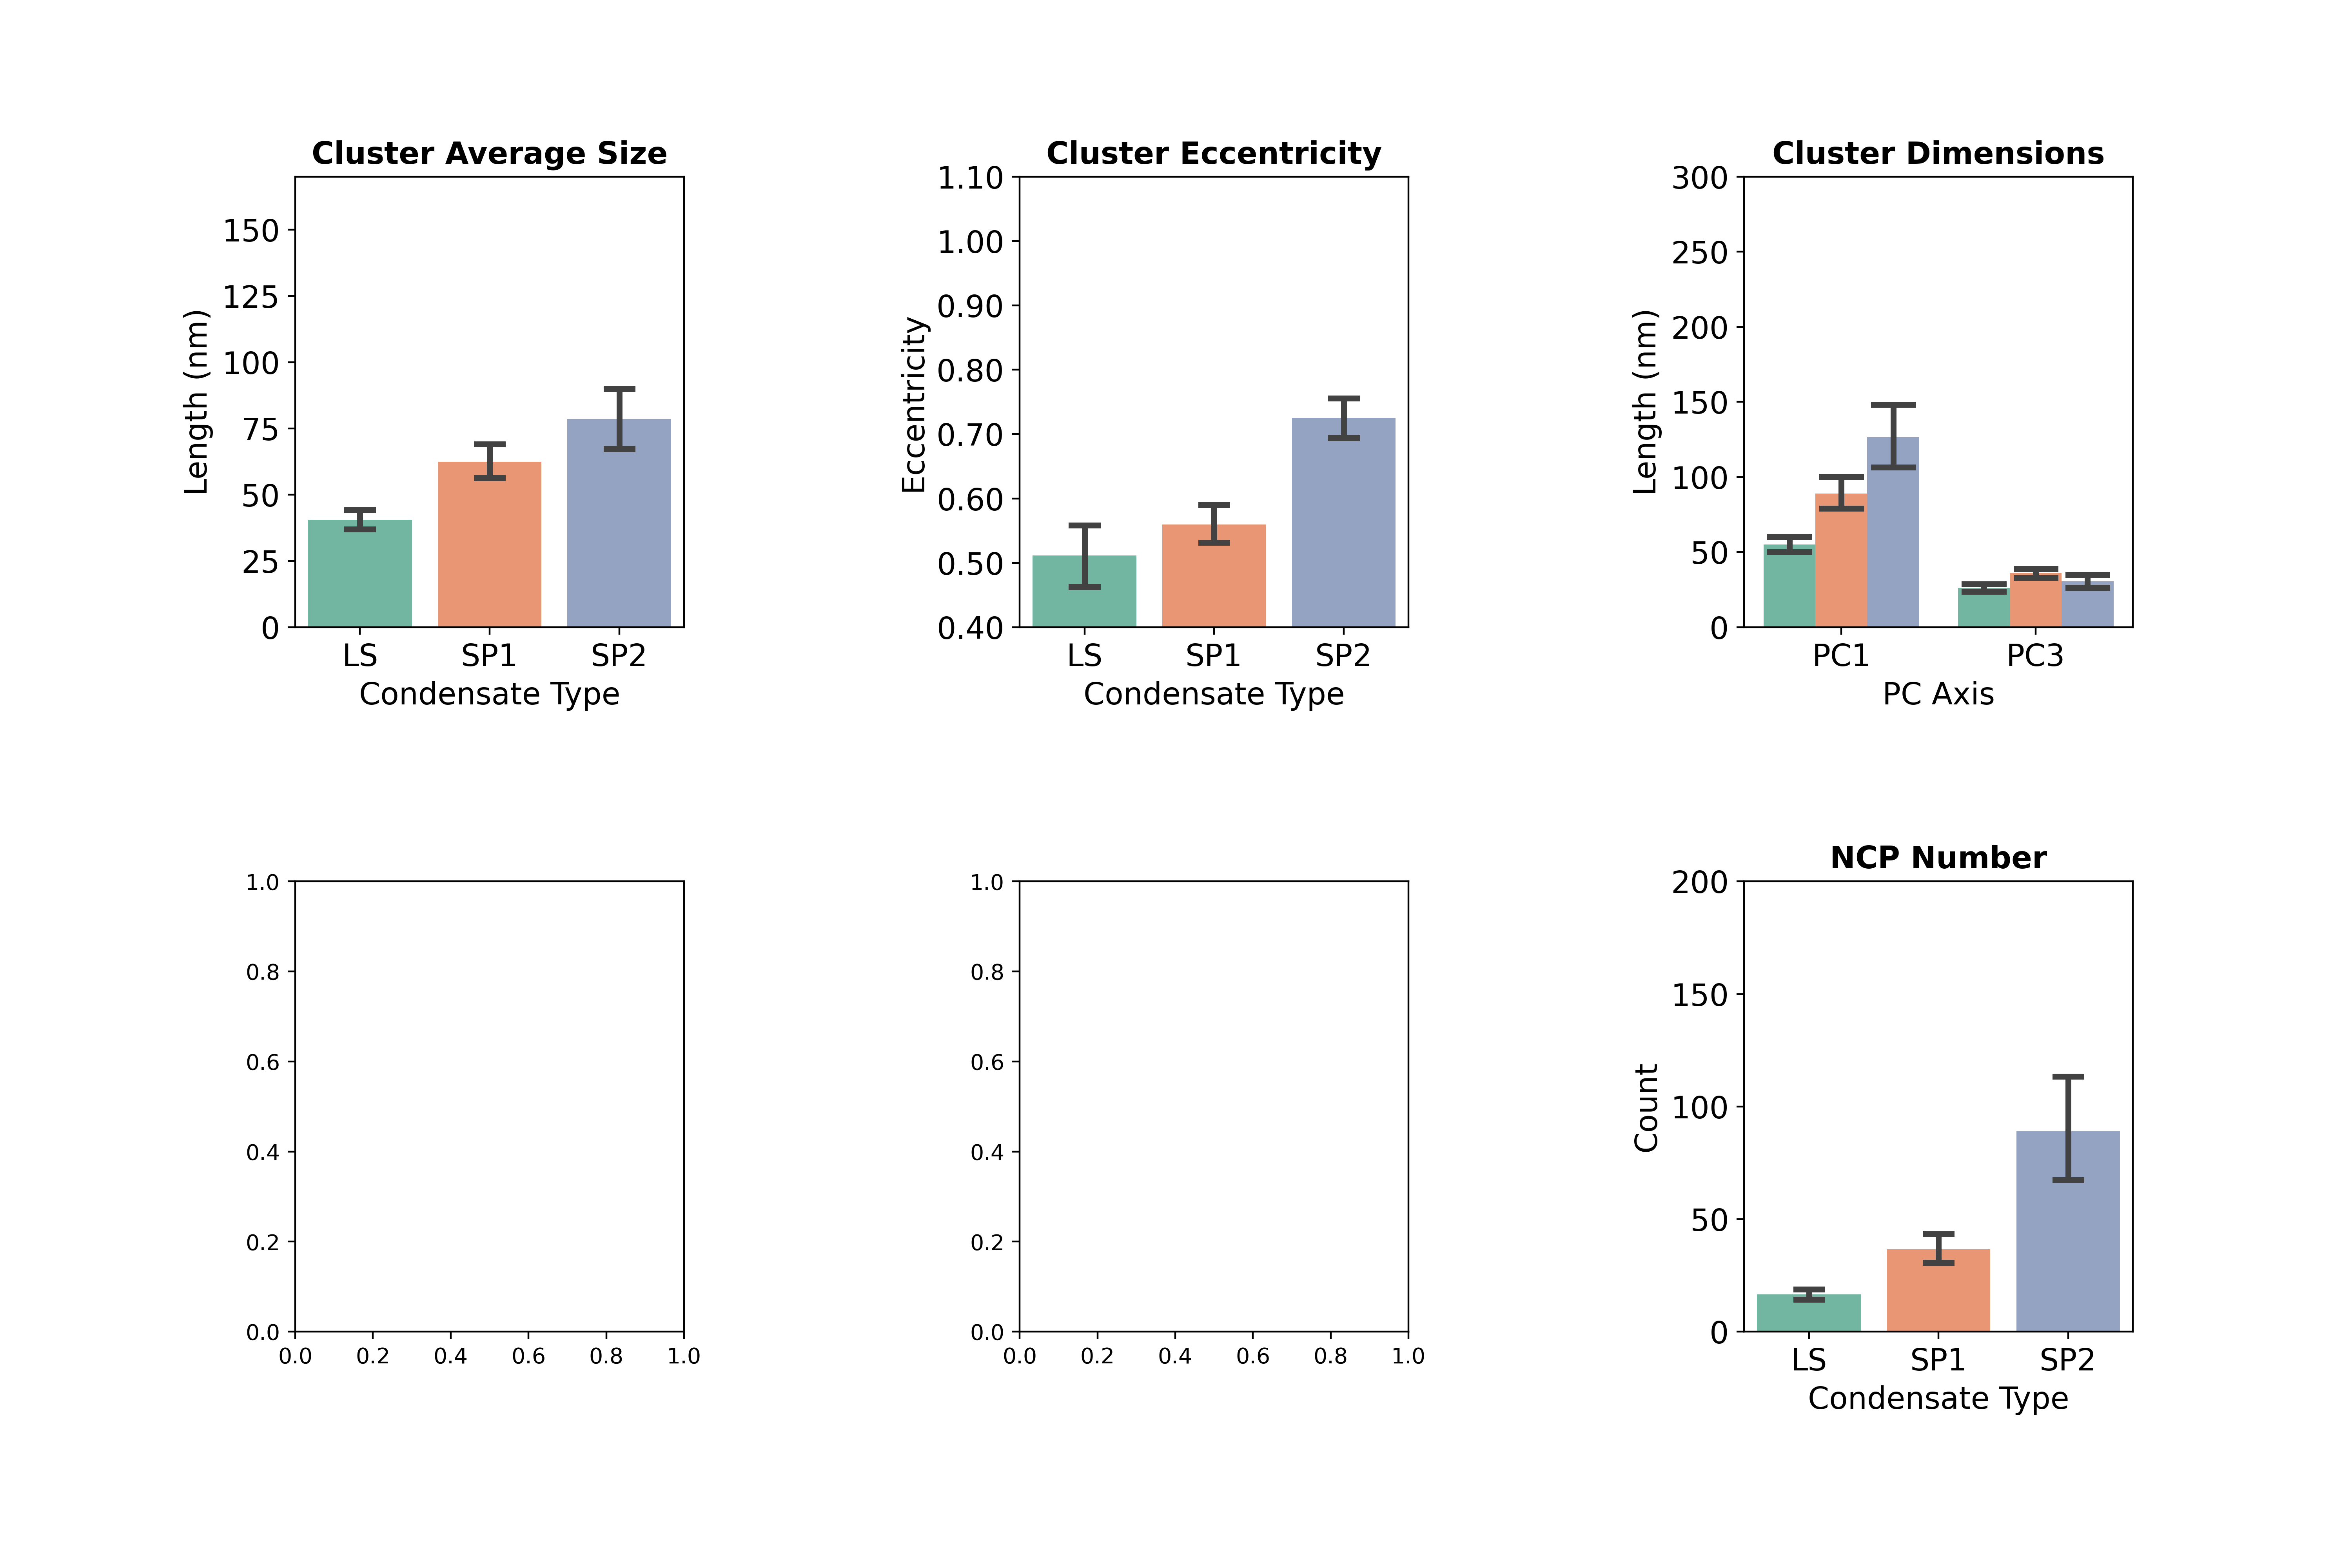 Cluster Average Size
Length (nm)
150
125
100
75
50
25
0
LS SP1 SP2
Condensate Type
Cluster Eccentricity
Eccentricity
1.10
1.00
0.90
0.80
0.70
0.60
0.50
0.40
LS SP1 SP2
Condensate Type
Cluster Dimensions
Length (nm)
300
250
200
150
100
50
0
PC1 PC3
PC Axis
1.0
0.8
0.6
0.4
0.2
0.0
0.0 0.2 0.4 0.6 0.8 1.0
1.0
0.8
0.6
0.4
0.2
0.0
0.0 0.2 0.4 0.6 0.8 1.0
NCP Number
Count
200
150
100
50
0
LS SP1 SP2
Condensate Type